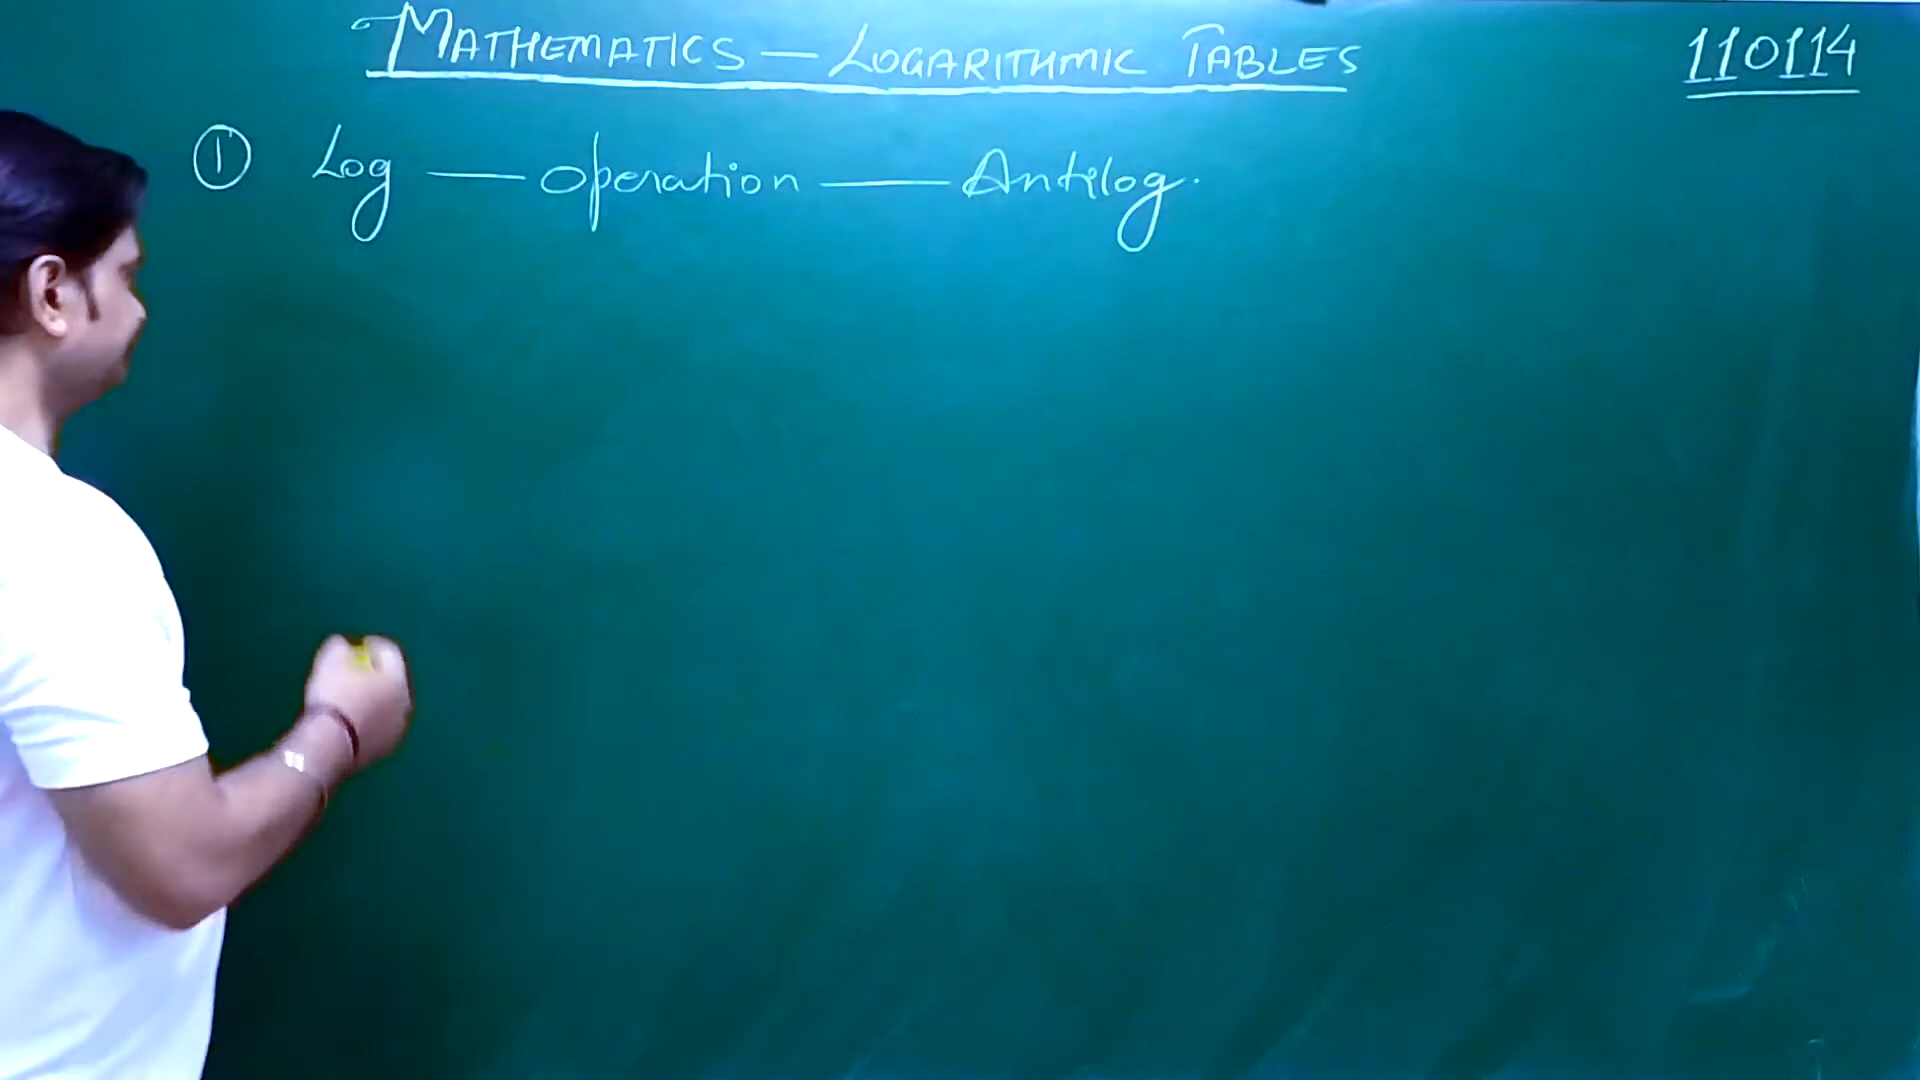 MATHEMATICS — LOGARITHMIC TABLES
110114
① Log — operation — Antilog.